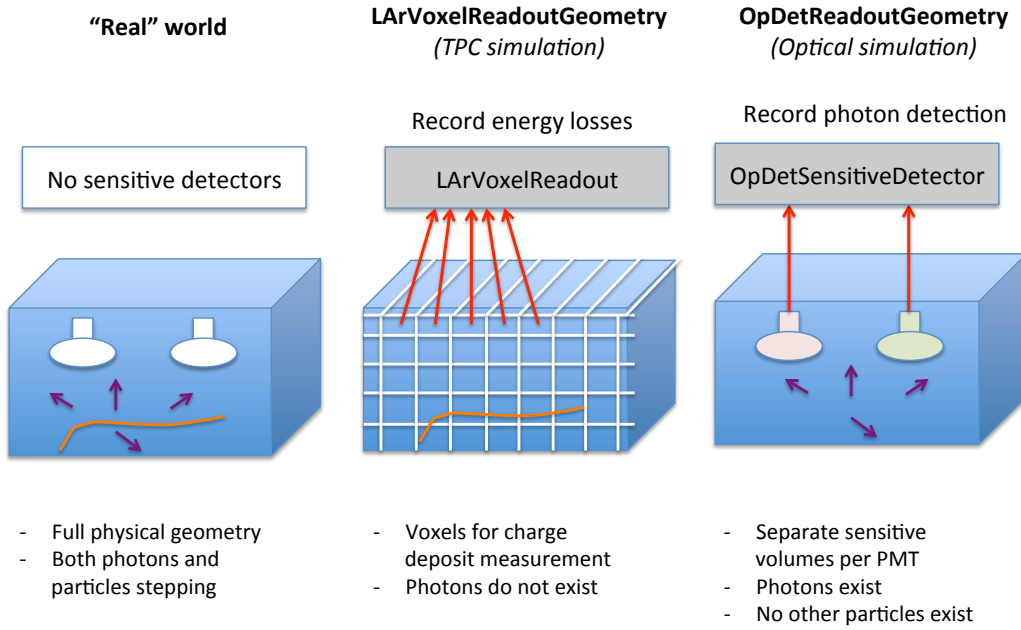 “Real” world
No sensitive detectors
- Full physical geometry
- Both photons and
particles stepping
LArVoxelReadoutGeometry
(TPC simulation)
Record energy losses
LArVoxelReadout
- Voxels for charge
deposit measurement
- Photons do not exist
OpDetReadoutGeometry
(Optical simulation)
Record photon detection
OpDetSensitiveDetector
- Separate sensitive
volumes per PMT
- Photons exist
- No other particles exist